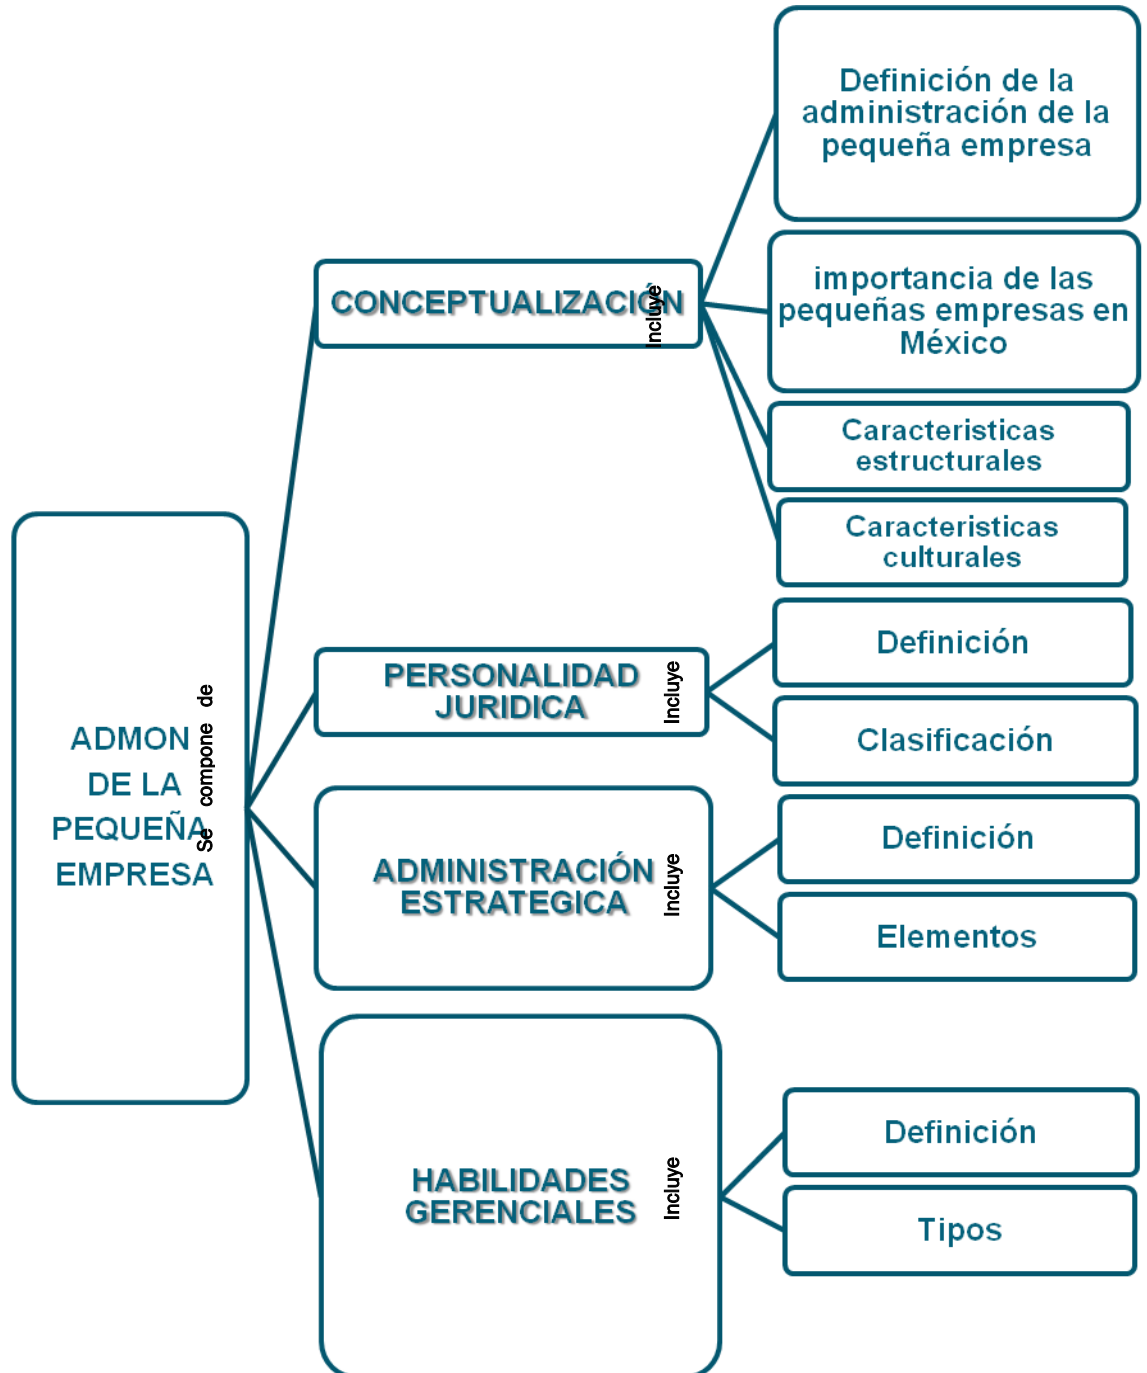 ADMON
DE LA
PEQUEÑA
EMPRESA
Se compone de
CONCEPTUALIZACIÓN
Incluye
Definición de la
administración de la
pequeña empresa
importancia de las
pequeñas empresas en
México
Caracteristicas
estructurales
Caracteristicas
culturales
PERSONALIDAD
JURIDICA
Incluye
Definición
Clasificación
ADMINISTRACIÓN
ESTRATEGICA
Incluye
Definición
Elementos
HABILIDADES
GERENCIALES
Incluye
Definición
Tipos